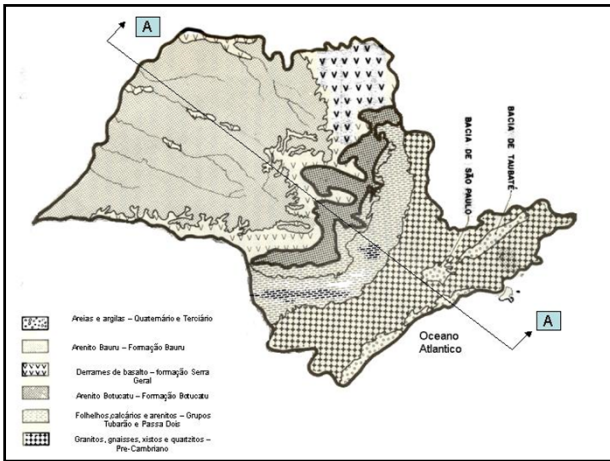 A
BACIA DE TAUBATÉ
BACIA DE SÃO PAULO
A
Oceano
Atlantico
Areias e argilas – Quaternário e Terciário
Arenito Bauru – Formação Bauru
Derrames de basalto – formação Serra
Geral
Arenito Botucatu – Formação Botucatu
Folhelhos,calcários e arenitos – Grupos
Tubarão e Passa Dois
Granitos, gnaisses, xistos e quartzitos –
Pre-Cambriano